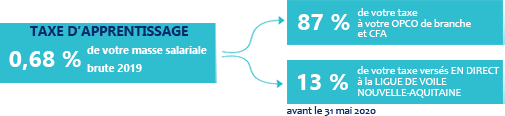 TAXE D'APPRENTISSAGE
0,68 %
de votre masse salariale
brute 2019
87 %
de votre taxe
à votre OPCO de branche
et CFA
13 %
de votre taxe versés EN DIRECT
à la LIGUE DE VOILE
NOUVELLE-AQUITAINE
avant le 31 mai 2020